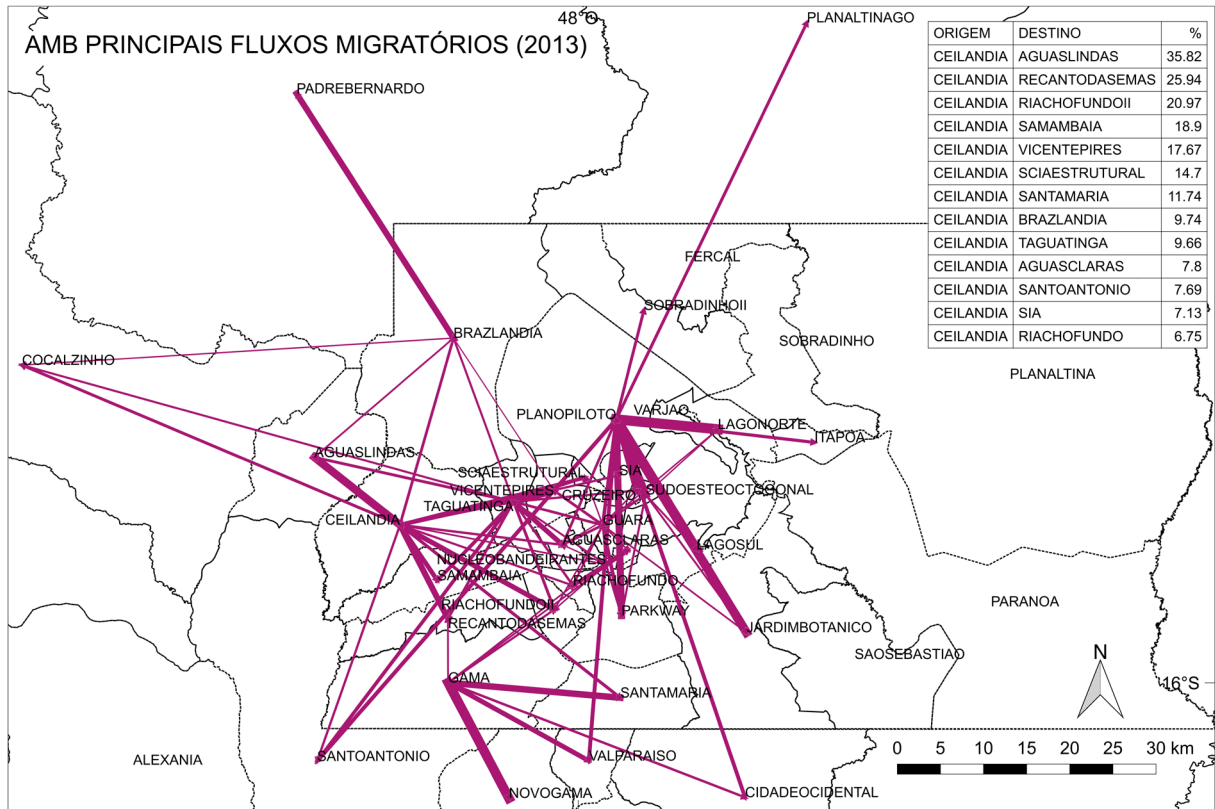 48°O
PLANALTINAGO
AMB PRINCIPAIS FLUXOS MIGRATÓRIOS (2013)
ORIGEM DESTINO %
CEILANDIA AGUASLINDAS 35.82
CEILANDIA RECANTODASEMAS 25.94
CEILANDIA RIACHOFUNDOII 20.97
CEILANDIA SAMAMBAIA 18.9
CEILANDIA VICENTEPIRES 17.67
CEILANDIA SCIAESTRUTURAL 14.7
CEILANDIA SANTAMARIA 11.74
CEILANDIA BRAZLANDIA 9.74
CEILANDIA TAGUATINGA 9.66
CEILANDIA AGUASCLARAS 7.8
CEILANDIA SANTOANTONIO 7.69
CEILANDIA SIA 7.13
CEILANDIA RIACHOFUNDO 6.75
PADREBERNARDO
FERCAL
SOBRADINHOII
BRAZLANDIA
SOBRADINHO
COCALZINHO
PLANALTINA
PLANOPILOTO
VARJAO
LAGONORTE
ITAPOA
AGUASLINDAS
SCIAESTRUTURAL
SIA
VICENTEPIRES
CRUZEIRO
SUDOESTEOCTOGONAL
TAGUATINGA
CEILANDIA
GUARA
AGUASCLARAS
LAGOSUL
NUCLEOBANDEIRANTES
SAMAMBAIA
RIACHOFUNDO
RIACHOFUNDOII
PARKWAY
PARANOA
RECANTODASEMAS
JARDIMBOTANICO
SAOSEBASTIAO
N
GAMA
SANTAMARIA
16°S
ALEXANIA
SANTOANTONIO
VALPARAISO
0 5 10 15 20 25 30 km
NOVOGAMA
CIDADEOCIDENTAL